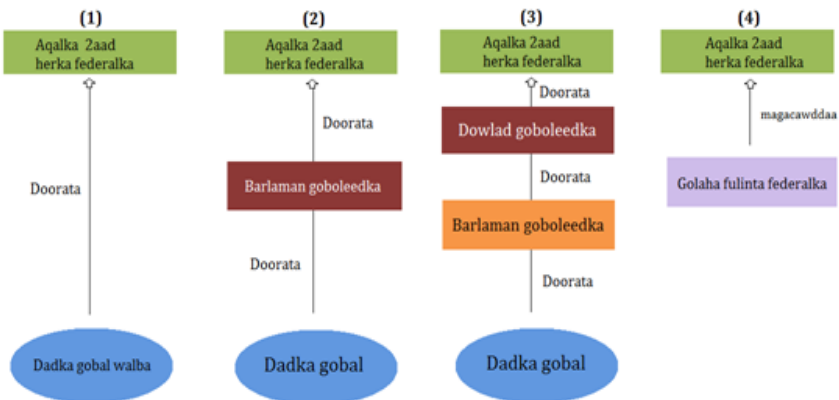 (1)
Aqalka 2aad
herka federalka
Doorata
Dadka gobal walba
(2)
Aqalka 2aad
herka federalka
Doorata
Barlaman goboleedka
Doorata
Dadka gobal
(3)
Aqalka 2aad
herka federalka
Doorata
Dowlad goboleedka
Doorata
Barlaman goboleedka
Doorata
Dadka gobal
(4)
Aqalka 2aad
herka federalka
magacawddaa
Golaha fulinta federalka